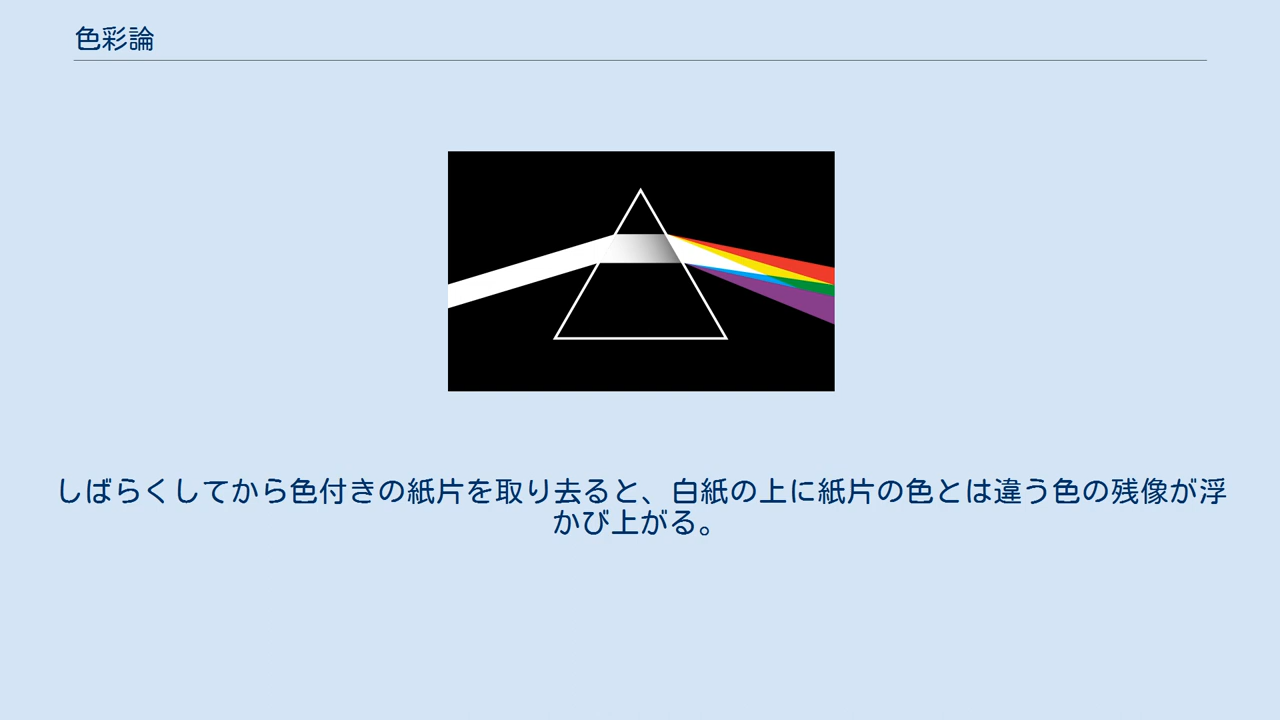 色彩論
しばらくしてから色付きの紙片を取り去ると、白紙の上に紙片の色とは違う色の残像が浮
かび上がる。